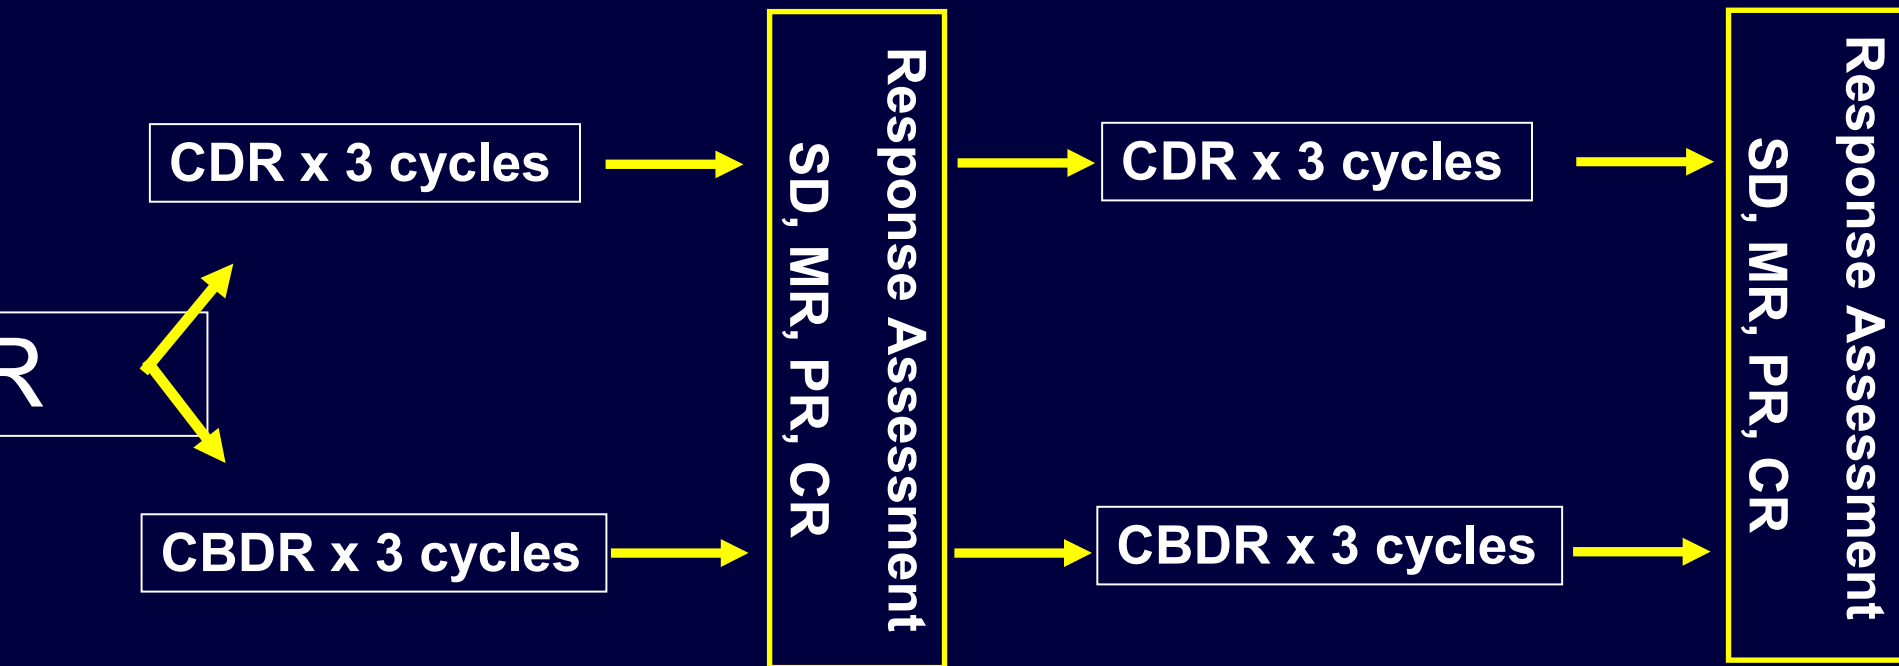 R
CDR x 3 cycles
CBDR x 3 cycles
Response Assessment
SD, MR, PR, CR
CDR x 3 cycles
CBDR x 3 cycles
Response Assessment
SD, MR, PR, CR